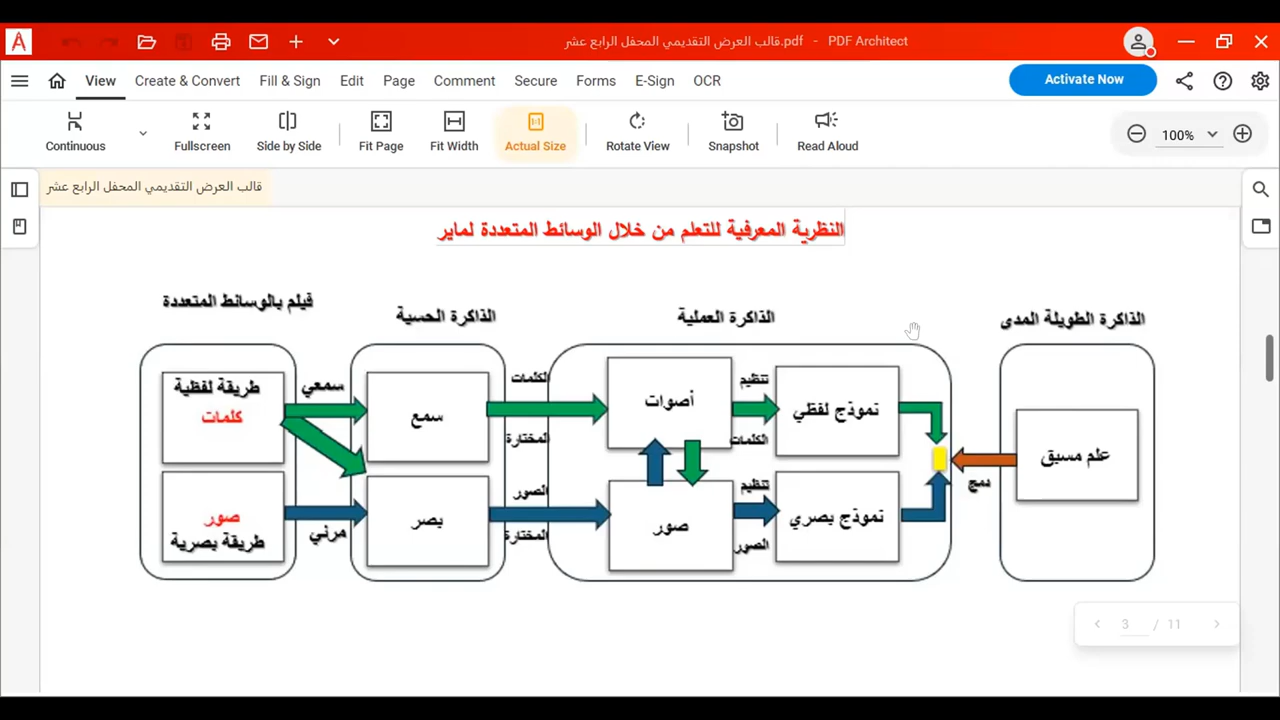 قالب العرض التقديمي المحفل الرابع عشر.pdf - PDF Architect
View Create & Convert Fill & Sign Edit Page Comment Secure Forms E-Sign OCR
Activate Now
Continuous Fullscreen Side by Side Fit Page Fit Width Actual Size Rotate View Snapshot Read Aloud
100%
قالب العرض التقديمي المحفل الرابع عشر
النظرية المعرفية للتعلم من خلال الوسائط المتعددة لماير
فيلم بالوسائط المتعددة
الذاكرة الحسية
الذاكرة العملية
الذاكرة الطويلة المدى
طريقة لفظية
كلمات
صور
طريقة بصرية
سمعي
مرئي
سمع
بصر
الكلمات
المختارة
الصور
المختارة
أصوات
صور
تنظيم
الكلمات
تنظيم
الصور
نموذج لفظي
نموذج بصري
دمج
علم مسبق
3 / 11